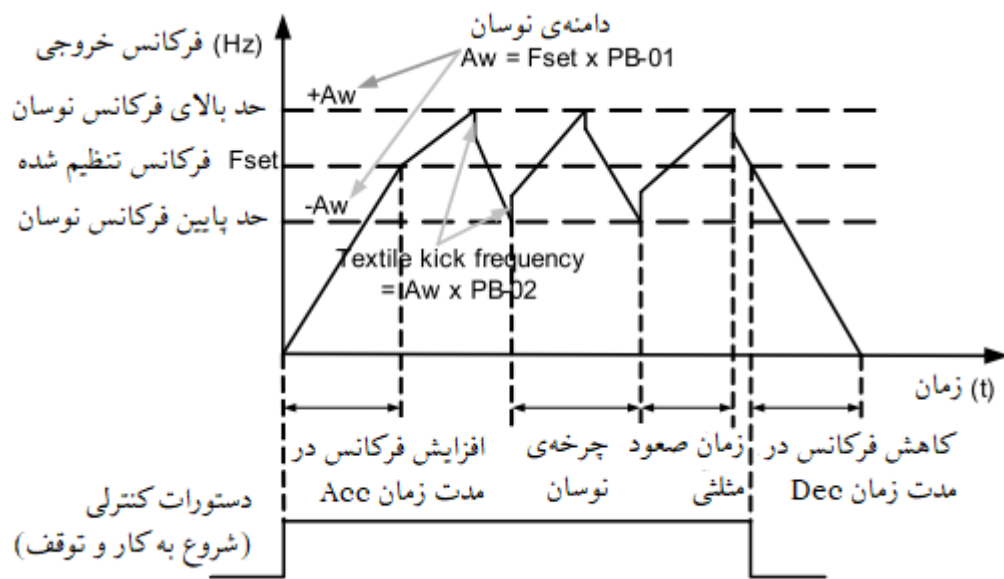 دامنه‌ی نوسان
Aw = Fset x PB-01
فرکانس خروجی (Hz)
+Aw
حد بالای فرکانس نوسان
فرکانس تنظیم شده Fset
-Aw
حد پایین فرکانس نوسان
Textile kick frequency
= Aw x PB-02
زمان (t)
افزایش فرکانس در
مدت زمان Acc
چرخه‌ی
نوسان
زمان صعود
مثلثی
کاهش فرکانس در
مدت زمان Dec
دستورات کنترلی
(شروع به کار و توقف)